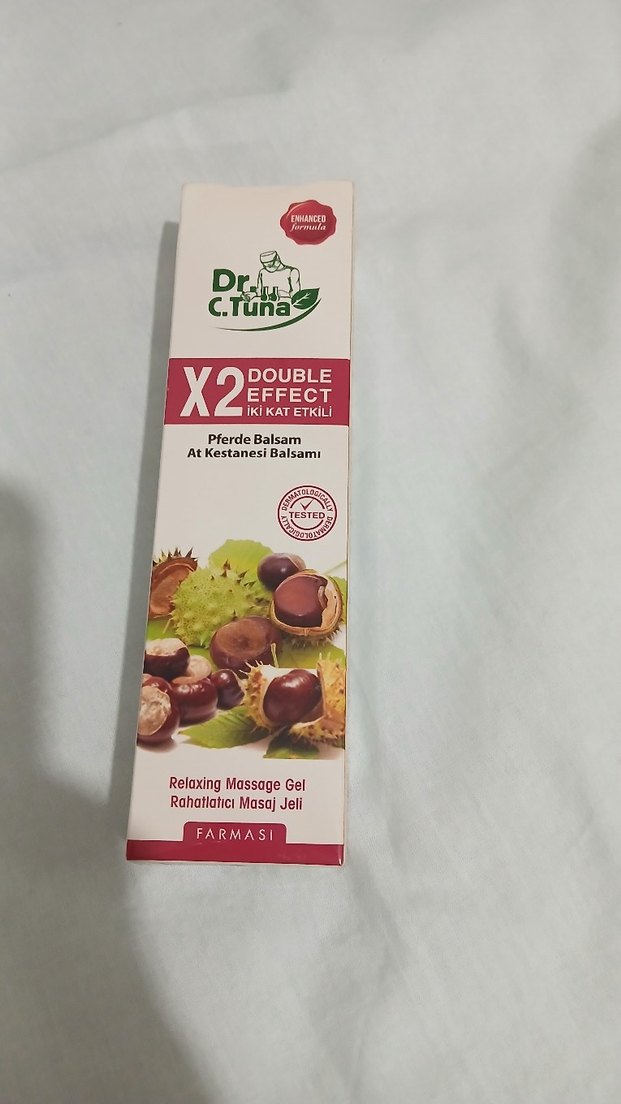 ENHANCED
formula
Dr.
C.Tuna
X2 DOUBLE
EFFECT
İKİ KAT ETKİLİ
Pferde Balsam
At Kestanesi Balsamı
DERMATOLOGICALLY
TESTED
DERMATOLOGICALLY
Relaxing Massage Gel
Rahatlatıcı Masaj Jeli
FARMASI